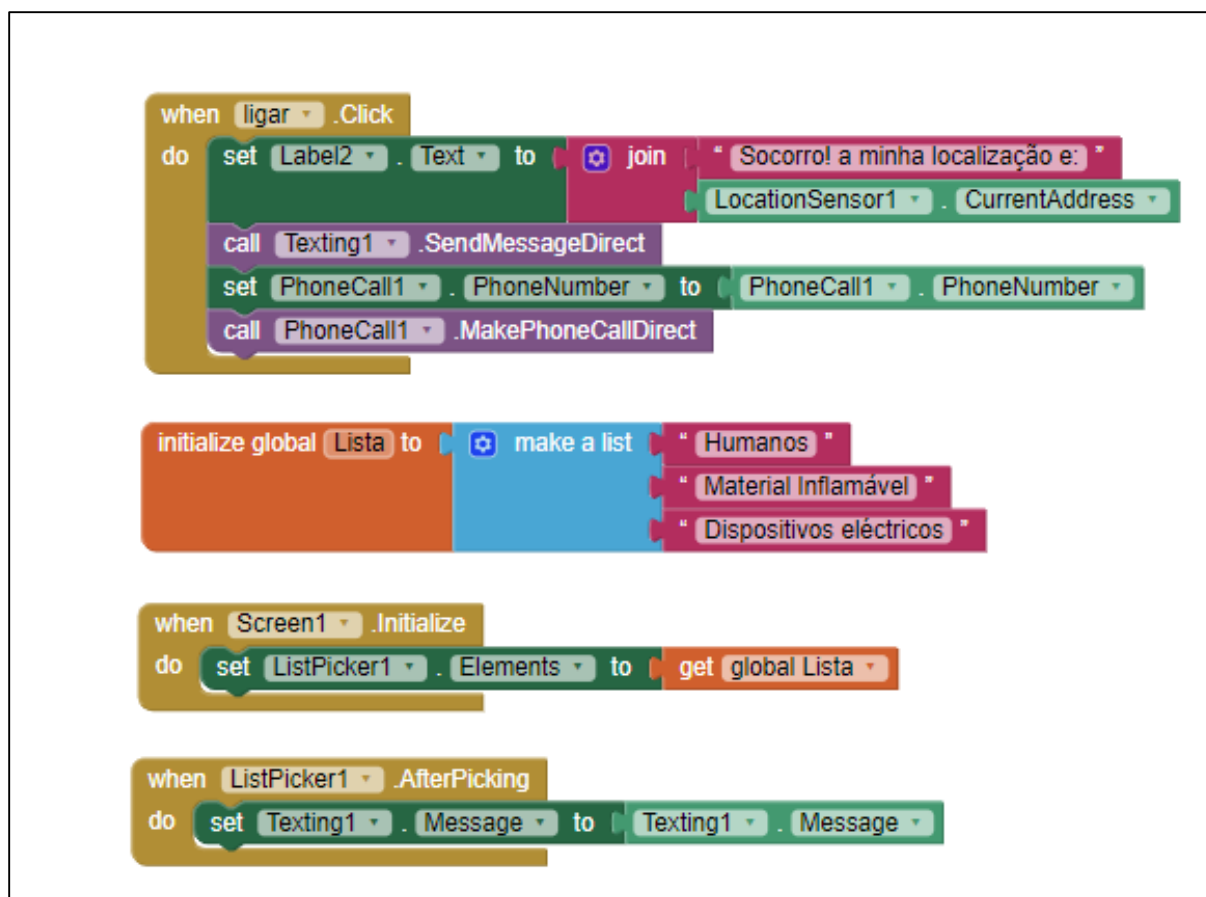 when ligar .Click
do set Label2 . Text to join " Socorro! a minha localização e: "
LocationSensor1 . CurrentAddress
call Texting1 .SendMessageDirect
set PhoneCall1 . PhoneNumber to PhoneCall1 . PhoneNumber
call PhoneCall1 .MakePhoneCallDirect
initialize global Lista to make a list " Humanos "
" Material Inflamável "
" Dispositivos eléctricos "
when Screen1 .Initialize
do set ListPicker1 . Elements to get global Lista
when ListPicker1 .AfterPicking
do set Texting1 . Message to Texting1 . Message